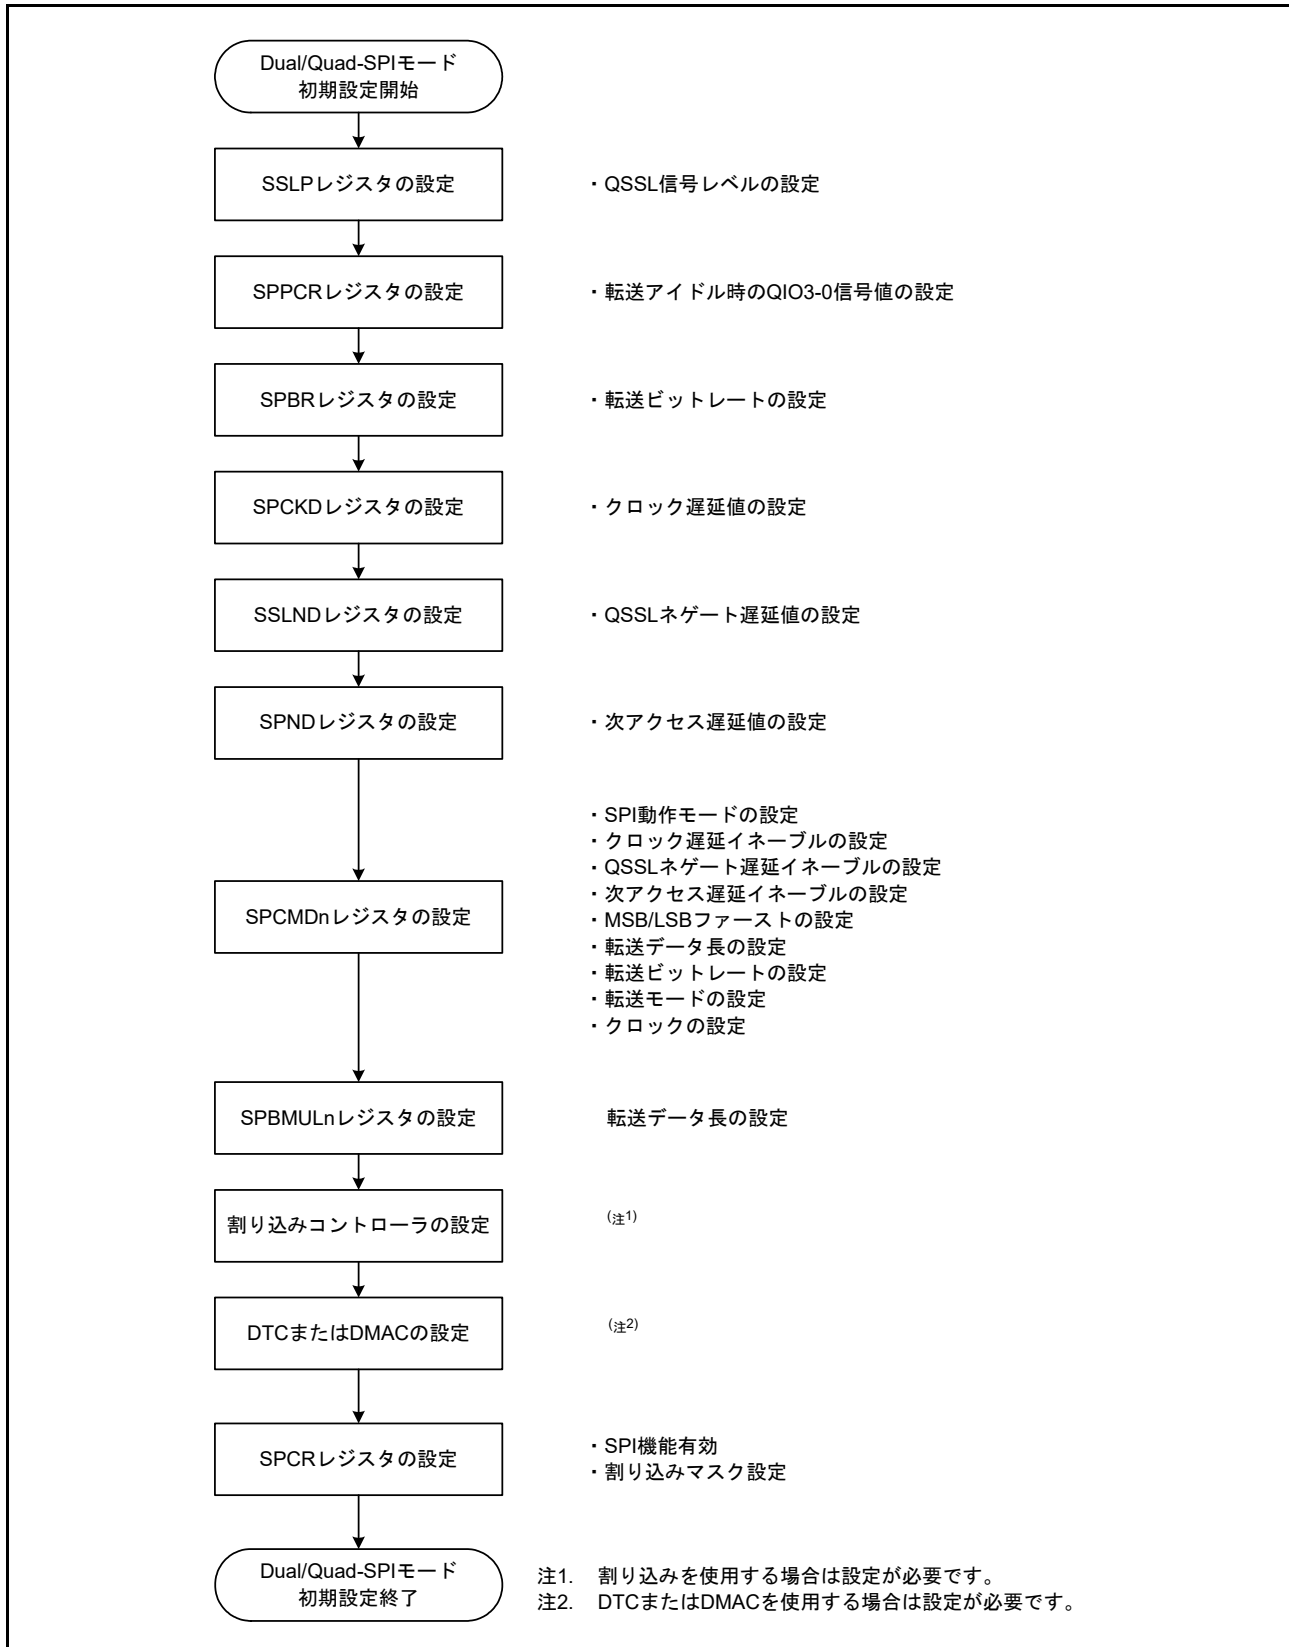 Dual/Quad-SPIモード
初期設定開始
SSLPレジスタの設定
・QSSL信号レベルの設定
SPPCRレジスタの設定
・転送アイドル時のQIO3-0信号値の設定
SPBRレジスタの設定
・転送ビットレートの設定
SPCKDレジスタの設定
・クロック遅延値の設定
SSLNDレジスタの設定
・QSSLネゲート遅延値の設定
SPNDレジスタの設定
・次アクセス遅延値の設定
SPCMDnレジスタの設定
・SPI動作モードの設定
・クロック遅延イネーブルの設定
・QSSLネゲート遅延イネーブルの設定
・次アクセス遅延イネーブルの設定
・MSB/LSBファーストの設定
・転送データ長の設定
・転送ビットレートの設定
・転送モードの設定
・クロックの設定
SPBMULnレジスタの設定
転送データ長の設定
割り込みコントローラの設定
(注1)
DTCまたはDMACの設定
(注2)
SPCRレジスタの設定
・SPI機能有効
・割り込みマスク設定
Dual/Quad-SPIモード
初期設定終了
注1. 割り込みを使用する場合は設定が必要です。
注2. DTCまたはDMACを使用する場合は設定が必要です。